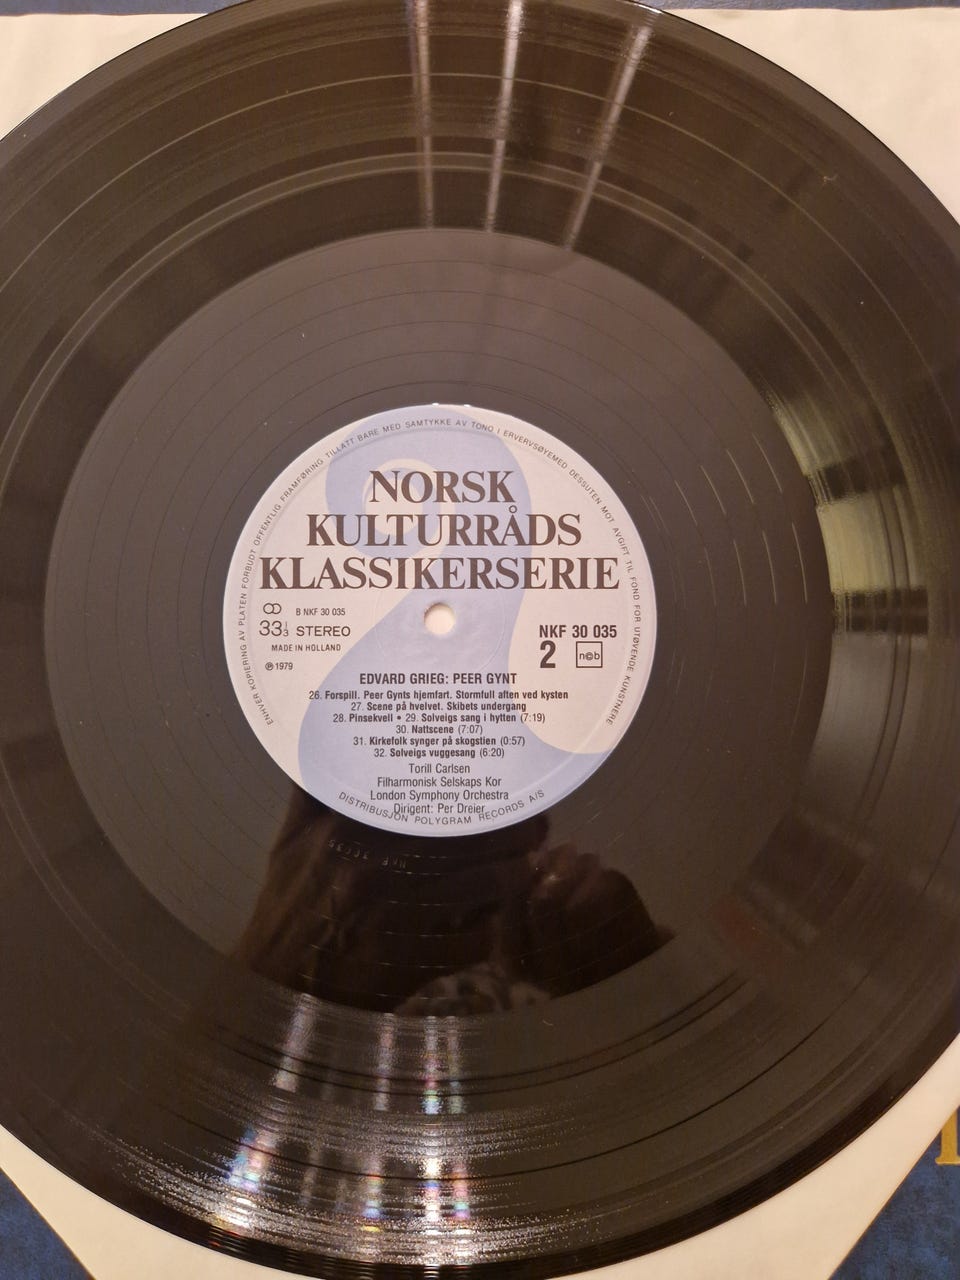 ENHVER KOPIERING AV PLATEN FORBUDT OFFENTLIG FRAMFØRING TILLATT BARE MED SAMTYKKE AV TONO I ERVERVSØYEMED DESSUTEN MOT AVGIFT TIL FOND FOR UTØVENDE KUNSTNERE
NORSK
KULTURRÅDS
KLASSIKERSERIE
B NKF 30 035
33 1/3 STEREO
MADE IN HOLLAND
℗ 1979
NKF 30 035
2
n©b
EDVARD GRIEG: PEER GYNT
26. Forspill. Peer Gynts hjemfart. Stormfull aften ved kysten
27. Scene på hvelvet. Skibets undergang
28. Pinsekvell • 29. Solveigs sang i hytten (7:19)
30. Nattscene (7:07)
31. Kirkefolk synger på skogstien (0:57)
32. Solveigs vuggesang (6:20)
Torill Carlsen
Filharmonisk Selskaps Kor
London Symphony Orchestra
Dirigent: Per Dreier
DISTRIBUSJON POLYGRAM RECORDS A/S